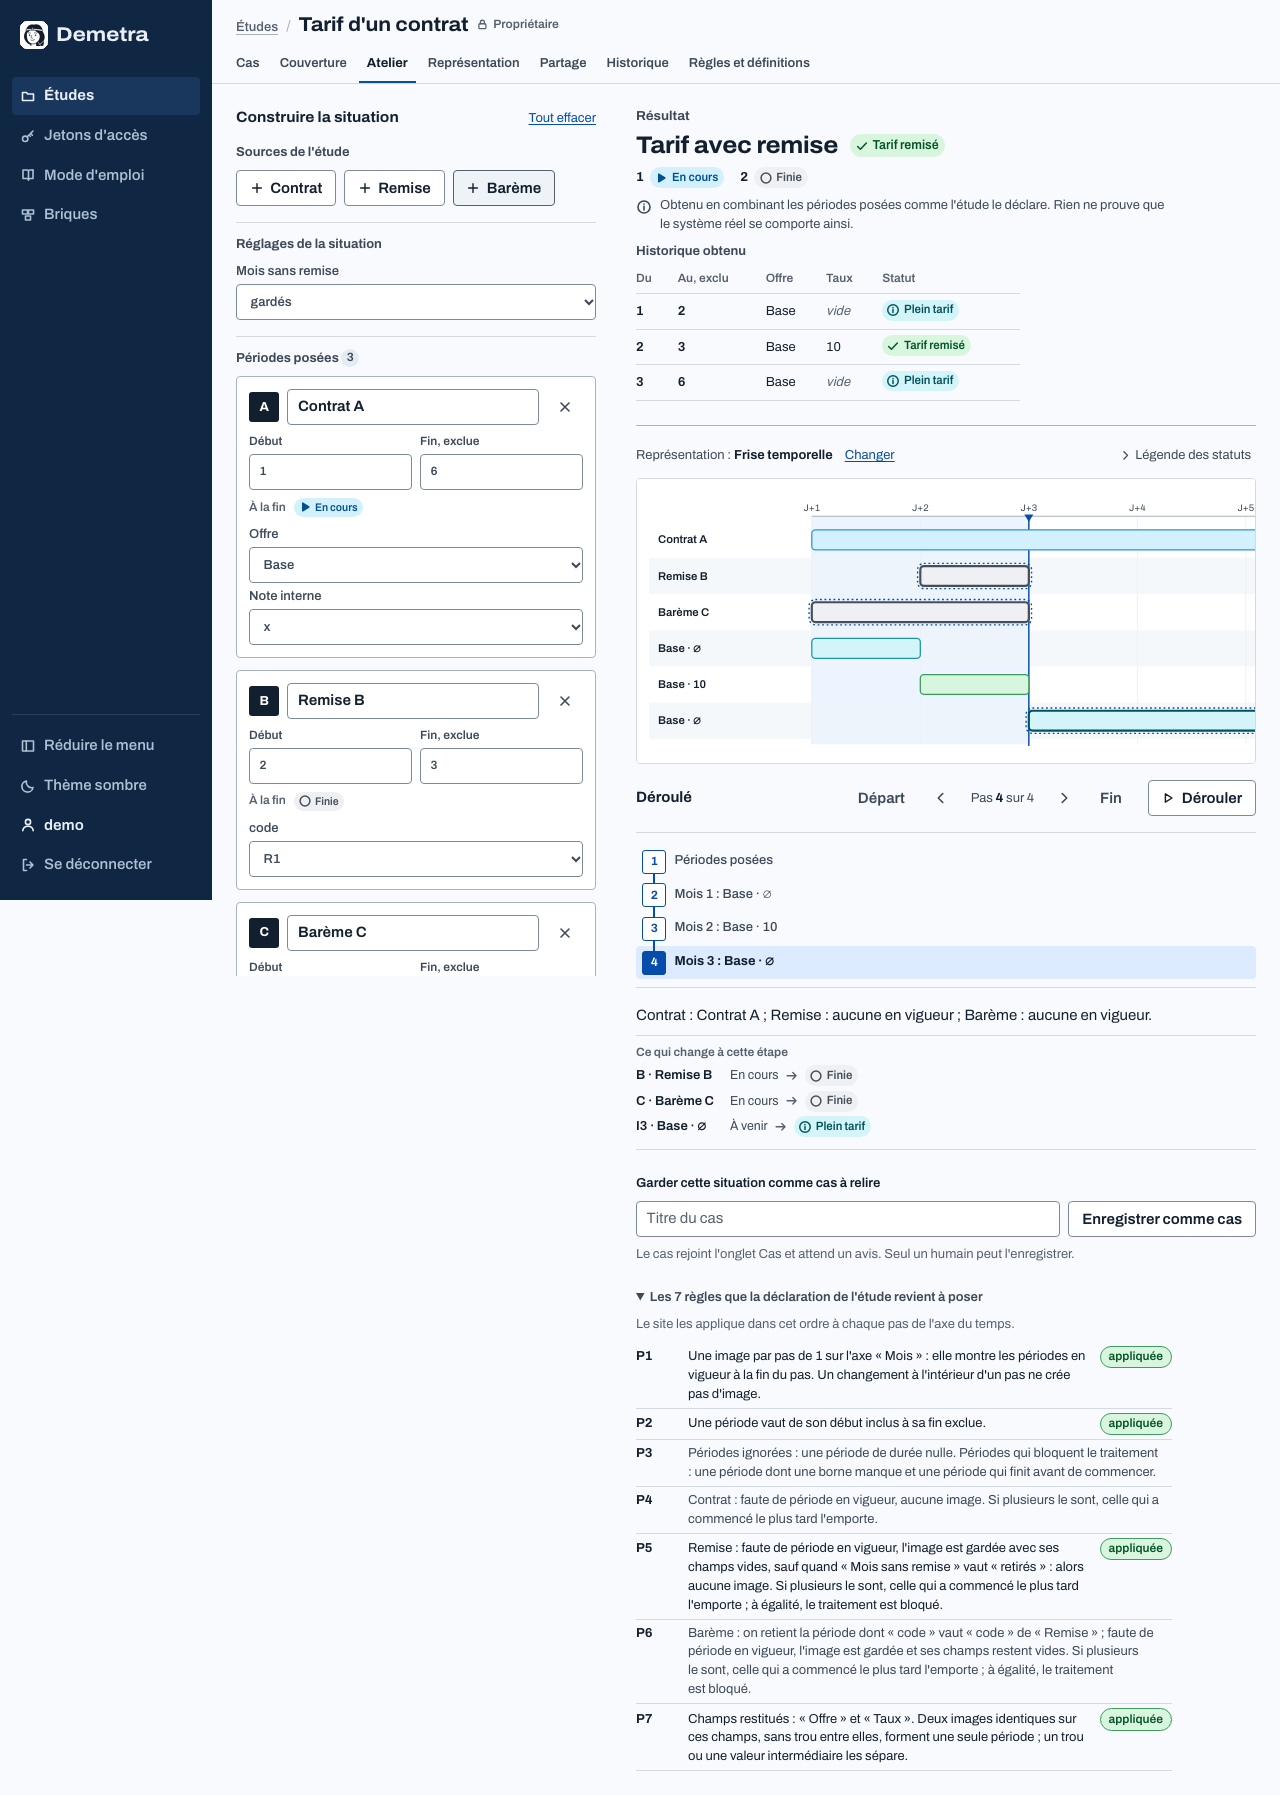 Demetra
Études
Jetons d'accès
Mode d'emploi
Briques
Réduire le menu
Thème sombre
demo
Se déconnecter
Études / Tarif d'un contrat Propriétaire
Cas Couverture Atelier Représentation Partage Historique Règles et définitions
Construire la situation Tout effacer
Sources de l'étude
+ Contrat + Remise + Barème
Réglages de la situation
Mois sans remise
gardés
Périodes posées 3
A Contrat A
Début Fin, exclue
1 6
À la fin En cours
Offre
Base
Note interne
x
B Remise B
Début Fin, exclue
2 3
À la fin Finie
code
R1
C Barème C
Début Fin, exclue
Résultat
Tarif avec remise Tarif remisé
1 En cours 2 Finie
Obtenu en combinant les périodes posées comme l'étude le déclare. Rien ne prouve que
le système réel se comporte ainsi.
Historique obtenu
Du Au, exclu Offre Taux Statut
1 2 Base vide Plein tarif
2 3 Base 10 Tarif remisé
3 6 Base vide Plein tarif
Représentation : Frise temporelle Changer Légende des statuts
J+1 J+2 J+3 J+4 J+5
Contrat A
Remise B
Barème C
Base · ∅
Base · 10
Base · ∅
Déroulé Départ Pas 4 sur 4 Fin Dérouler
1 Périodes posées
2 Mois 1 : Base · ∅
3 Mois 2 : Base · 10
4 Mois 3 : Base · ∅
Contrat : Contrat A ; Remise : aucune en vigueur ; Barème : aucune en vigueur.
Ce qui change à cette étape
B · Remise B En cours → Finie
C · Barème C En cours → Finie
I3 · Base · ∅ À venir → Plein tarif
Garder cette situation comme cas à relire
Titre du cas Enregistrer comme cas
Le cas rejoint l'onglet Cas et attend un avis. Seul un humain peut l'enregistrer.
Les 7 règles que la déclaration de l'étude revient à poser
Le site les applique dans cet ordre à chaque pas de l'axe du temps.
P1 Une image par pas de 1 sur l'axe « Mois » : elle montre les périodes en appliquée
vigueur à la fin du pas. Un changement à l'intérieur d'un pas ne crée
pas d'image.
P2 Une période vaut de son début inclus à sa fin exclue. appliquée
P3 Périodes ignorées : une période de durée nulle. Périodes qui bloquent le traitement
: une période dont une borne manque et une période qui finit avant de commencer.
P4 Contrat : faute de période en vigueur, aucune image. Si plusieurs le sont, celle qui a
commencé le plus tard l'emporte.
P5 Remise : faute de période en vigueur, l'image est gardée avec ses appliquée
champs vides, sauf quand « Mois sans remise » vaut « retirés » : alors
aucune image. Si plusieurs le sont, celle qui a commencé le plus tard
l'emporte ; à égalité, le traitement est bloqué.
P6 Barème : on retient la période dont « code » vaut « code » de « Remise » ; faute de
période en vigueur, l'image est gardée et ses champs restent vides. Si plusieurs
le sont, celle qui a commencé le plus tard l'emporte ; à égalité, le traitement
est bloqué.
P7 Champs restitués : « Offre » et « Taux ». Deux images identiques sur appliquée
ces champs, sans trou entre elles, forment une seule période ; un trou
ou une valeur intermédiaire les sépare.